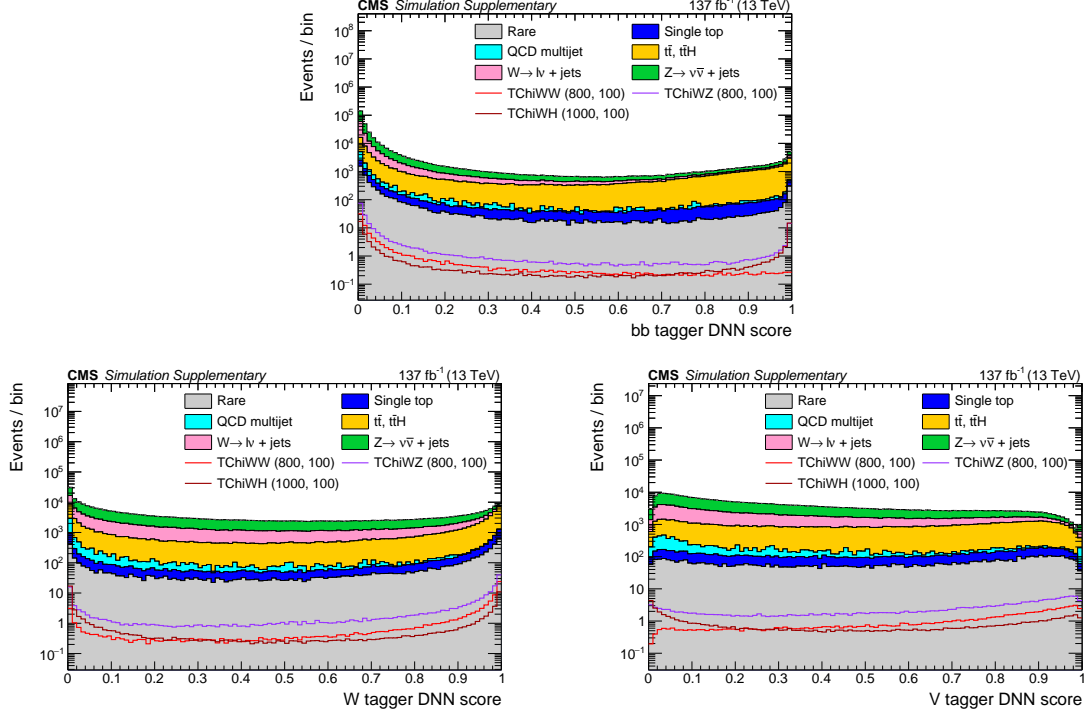 CMS Simulation Supplementary 137 fb⁻¹ (13 TeV)
Events / bin
10⁸
10⁷
10⁶
10⁵
10⁴
10³
10²
10
1
10⁻¹
Rare Single top
QCD multijet tt̄, tt̄H
W→ lν + jets Z→ νν̄ + jets
TChiWW (800, 100) TChiWZ (800, 100)
TChiWH (1000, 100)
0 0.1 0.2 0.3 0.4 0.5 0.6 0.7 0.8 0.9 1
bb tagger DNN score
CMS Simulation Supplementary 137 fb⁻¹ (13 TeV)
Events / bin
10⁷
10⁶
10⁵
10⁴
10³
10²
10
1
10⁻¹
Rare Single top
QCD multijet tt̄, tt̄H
W→ lν + jets Z→ νν̄ + jets
TChiWW (800, 100) TChiWZ (800, 100)
TChiWH (1000, 100)
0 0.1 0.2 0.3 0.4 0.5 0.6 0.7 0.8 0.9 1
W tagger DNN score
CMS Simulation Supplementary 137 fb⁻¹ (13 TeV)
Events / bin
10⁷
10⁶
10⁵
10⁴
10³
10²
10
1
10⁻¹
Rare Single top
QCD multijet tt̄, tt̄H
W→ lν + jets Z→ νν̄ + jets
TChiWW (800, 100) TChiWZ (800, 100)
TChiWH (1000, 100)
0 0.1 0.2 0.3 0.4 0.5 0.6 0.7 0.8 0.9 1
V tagger DNN score